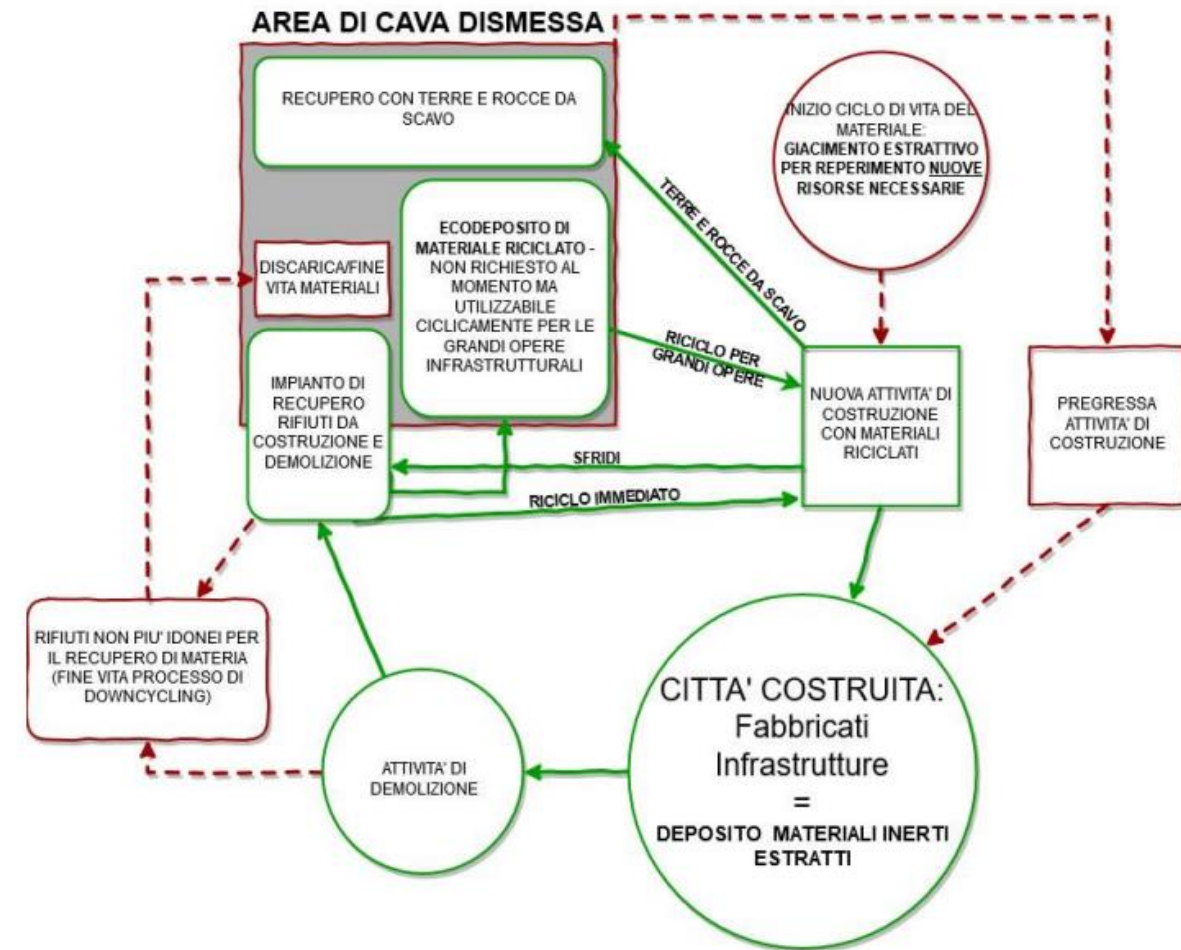 AREA DI CAVA DISMESSA
RECUPERO CON TERRE E ROCCE DA
SCAVO
INIZIO CICLO DI VITA DEL
MATERIALE:
GIACIMENTO ESTRATTIVO
PER REPERIMENTO NUOVE
RISORSE NECESSARIE
TERRE E ROCCE DA SCAVO
ECODEPOSITO DI
MATERIALE RICICLATO -
NON RICHIESTO AL
MOMENTO MA
UTILIZZABILE
CICLICAMENTE PER LE
GRANDI OPERE
INFRASTRUTTURALI
DISCARICA/FINE
VITA MATERIALI
RICICLO PER
GRANDI OPERE
IMPIANTO DI
RECUPERO
RIFIUTI DA
COSTRUZIONE E
DEMOLIZIONE
NUOVA ATTIVITA' DI
COSTRUZIONE
CON MATERIALI
RICICLATI
PREGRESSA
ATTIVITA' DI
COSTRUZIONE
SFRIDI
RICICLO IMMEDIATO
RIFIUTI NON PIU' IDONEI PER
IL RECUPERO DI MATERIA
(FINE VITA PROCESSO DI
DOWNCYCLING)
ATTIVITA' DI
DEMOLIZIONE
CITTA' COSTRUITA:
Fabbricati
Infrastrutture
=
DEPOSITO MATERIALI INERTI
ESTRATTI